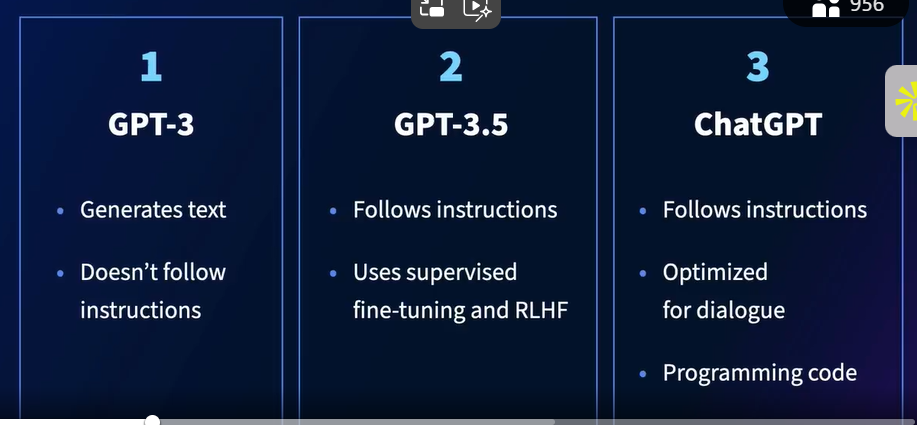 956
1
GPT-3
• Generates text
• Doesn’t follow
instructions
2
GPT-3.5
• Follows instructions
• Uses supervised
fine-tuning and RLHF
3
ChatGPT
• Follows instructions
• Optimized
for dialogue
• Programming code